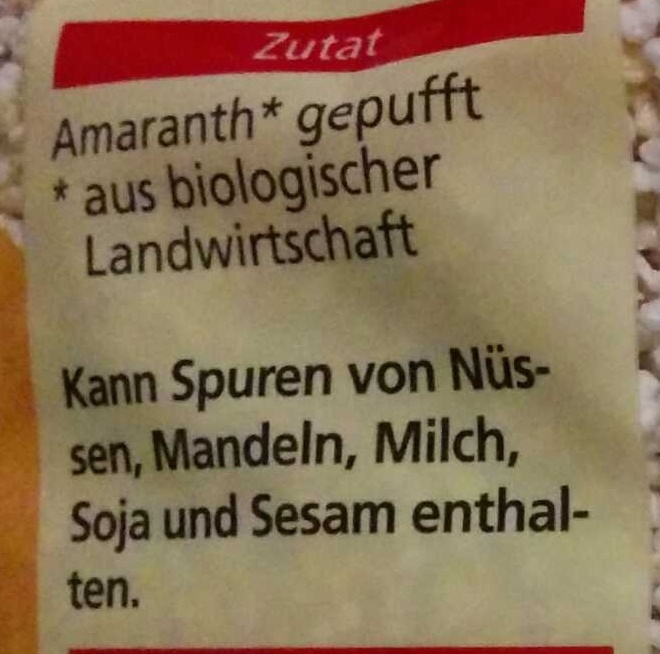 Zutat
Amaranth* gepufft
* aus biologischer
Landwirtschaft
Kann Spuren von Nüs-
sen, Mandeln, Milch,
Soja und Sesam enthal-
ten.